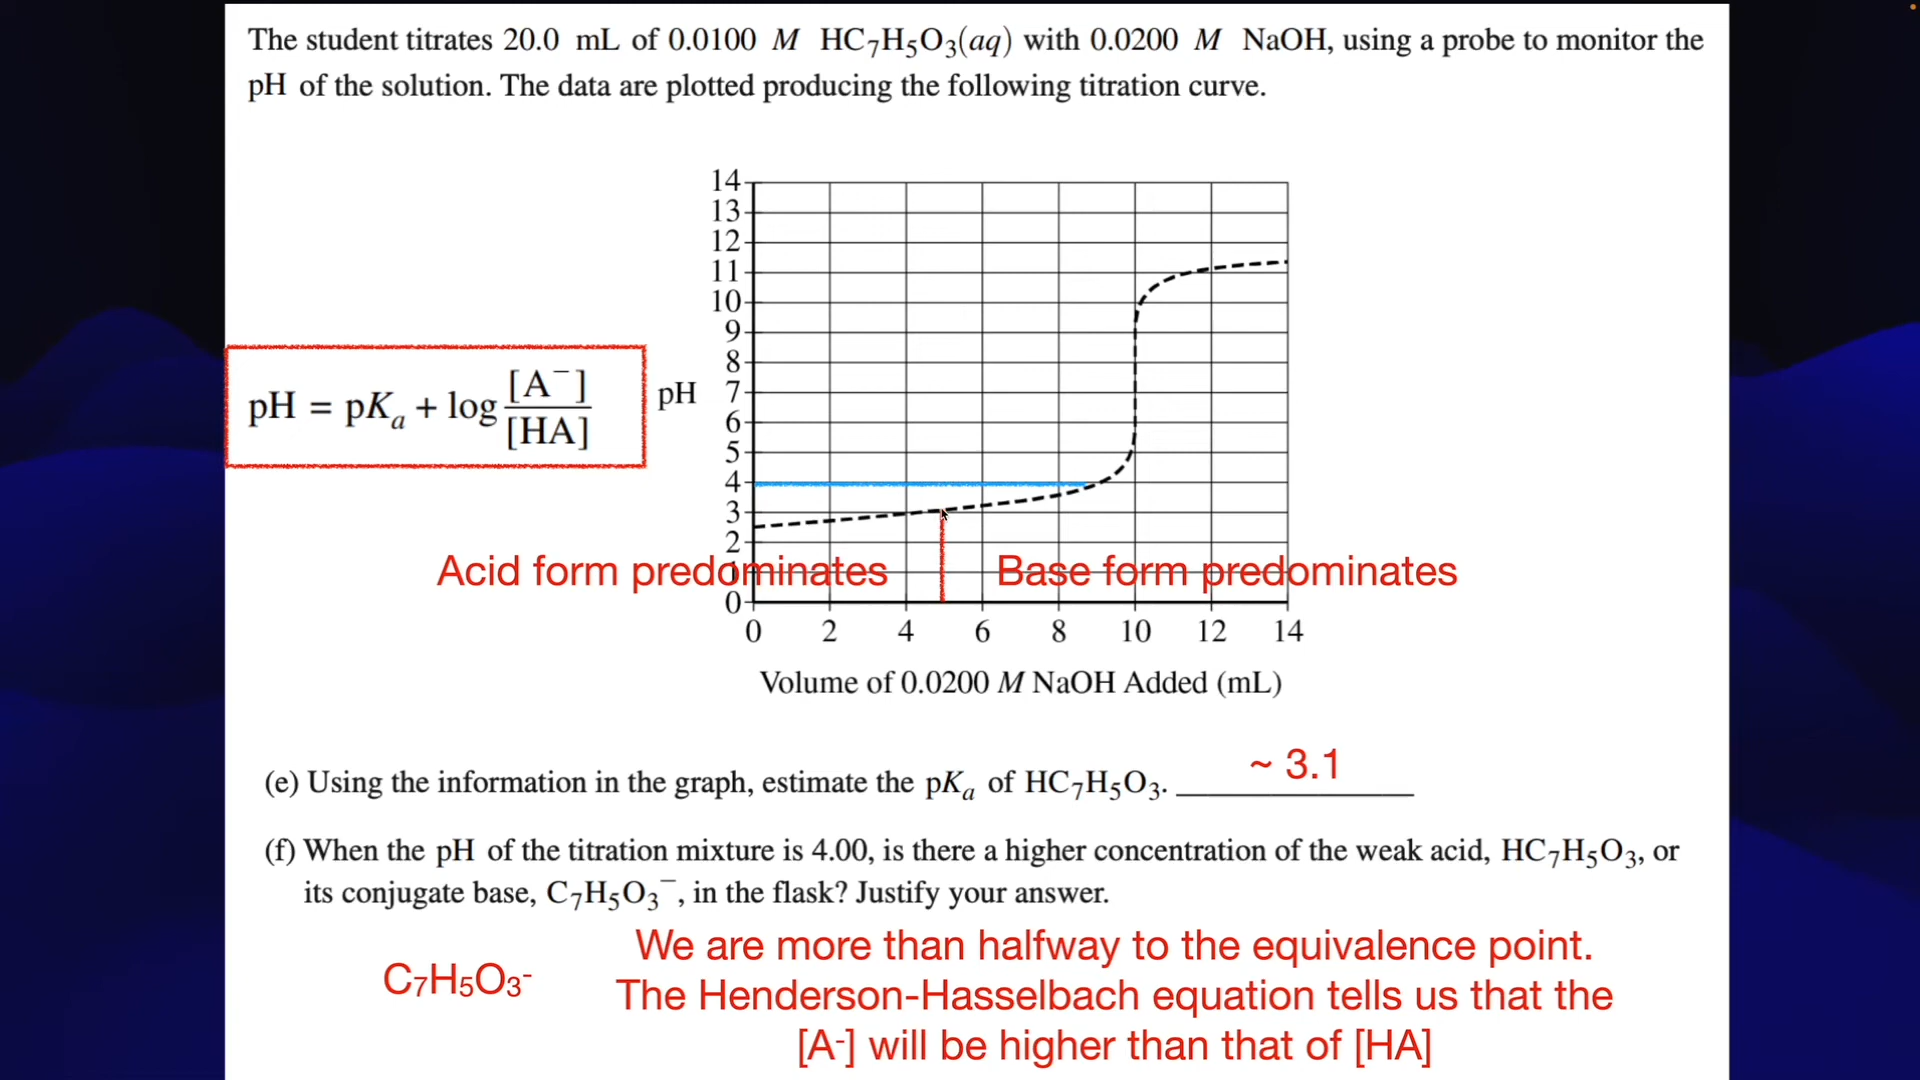 The student titrates 20.0 mL of 0.0100 M HC₇H₅O₃(aq) with 0.0200 M NaOH, using a probe to monitor the
pH of the solution. The data are plotted producing the following titration curve.
14
13
12
11
10
9
8
7
6
5
4
3
2
0
pH
pH = pKₐ + log [A⁻]/[HA]
Acid form predominates
Base form predominates
0 2 4 6 8 10 12 14
Volume of 0.0200 M NaOH Added (mL)
~ 3.1
(e) Using the information in the graph, estimate the pKₐ of HC₇H₅O₃. ____________
(f) When the pH of the titration mixture is 4.00, is there a higher concentration of the weak acid, HC₇H₅O₃, or
its conjugate base, C₇H₅O₃⁻, in the flask? Justify your answer.
C₇H₅O₃⁻
We are more than halfway to the equivalence point.
The Henderson-Hasselbach equation tells us that the
[A⁻] will be higher than that of [HA]